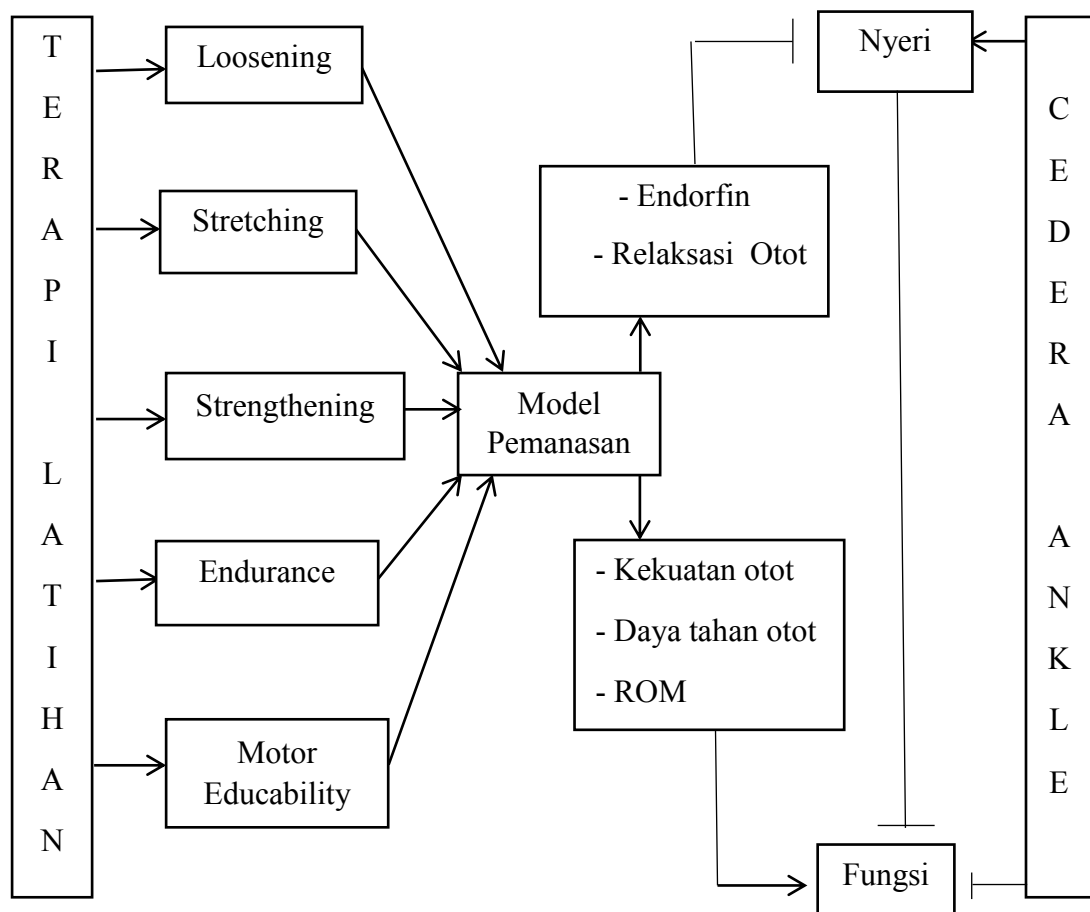 T
E
R
A
P
I
L
A
T
I
H
A
N
Loosening
Stretching
Strengthening
Endurance
Motor
Educability
Model
Pemanasan
- Endorfin
- Relaksasi Otot
- Kekuatan otot
- Daya tahan otot
- ROM
Nyeri
Fungsi
C
E
D
E
R
A
A
N
K
L
E